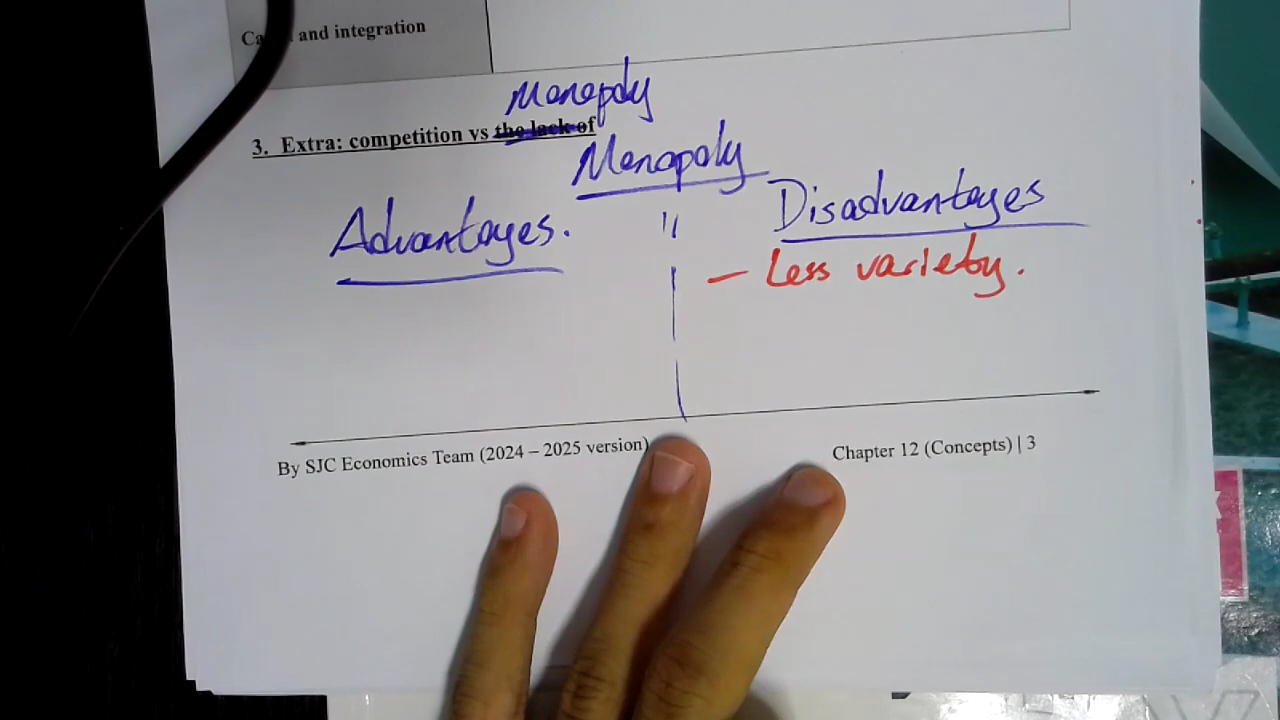 and integration
Monopoly
3. Extra: competition vs the lack of
Monopoly
Advantages.
Disadvantages
- Less variety.
By SJC Economics Team (2024 – 2025 version)
Chapter 12 (Concepts) | 3